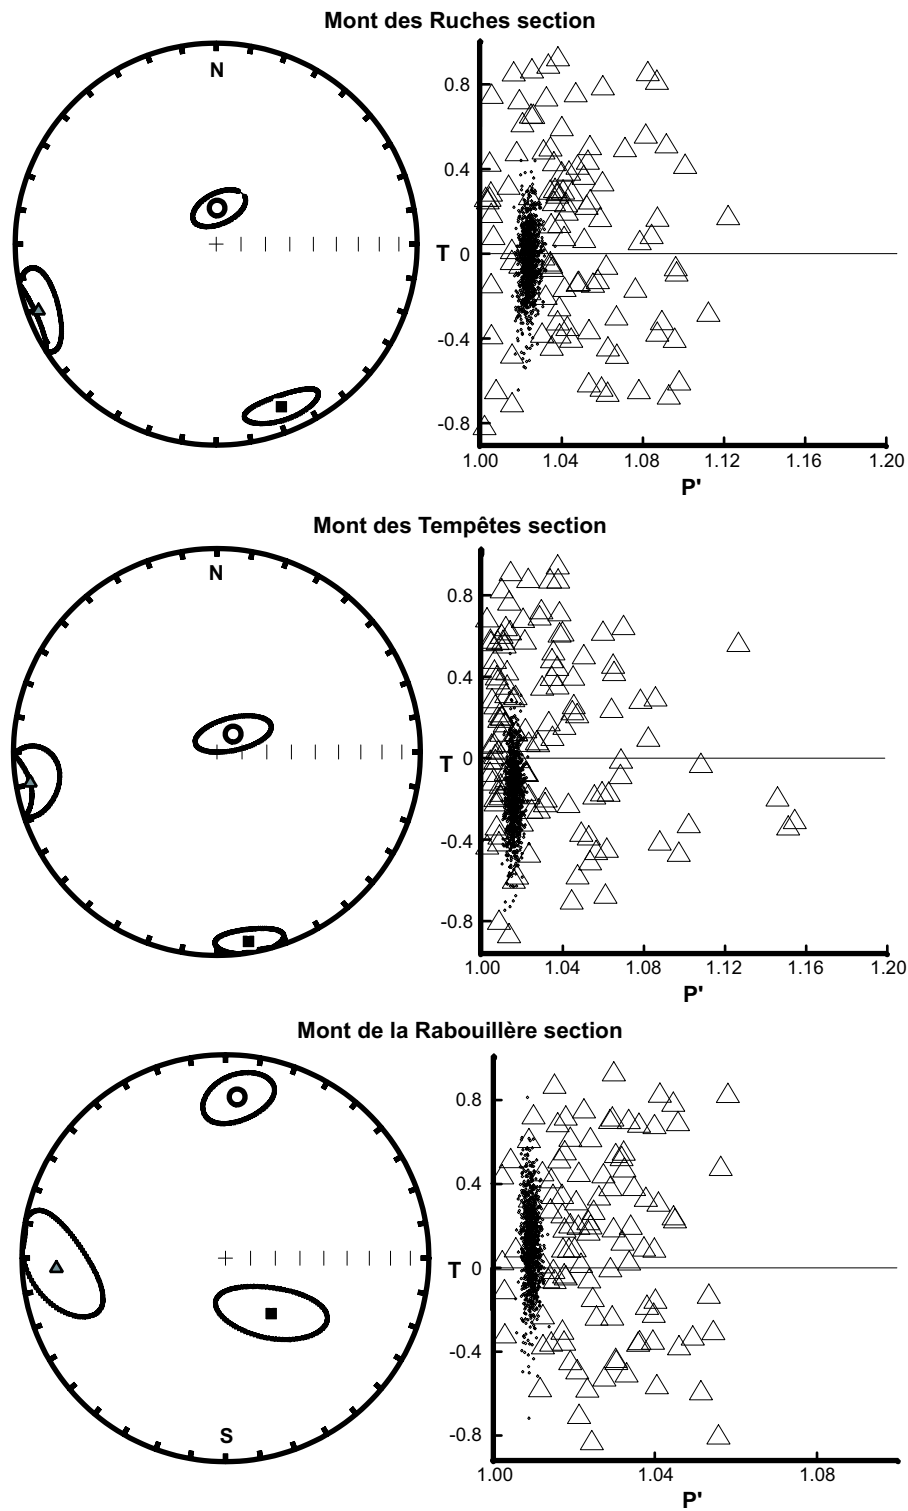 Mont des Ruches section
N
0.8
0.4
T 0
-0.4
-0.8
1.00 1.04 1.08 1.12 1.16 1.20
P'
Mont des Tempêtes section
N
0.8
0.4
T 0
-0.4
-0.8
1.00 1.04 1.08 1.12 1.16 1.20
P'
Mont de la Rabouillère section
0.8
0.4
T 0
-0.4
S
-0.8
1.00 1.04 1.08
P'